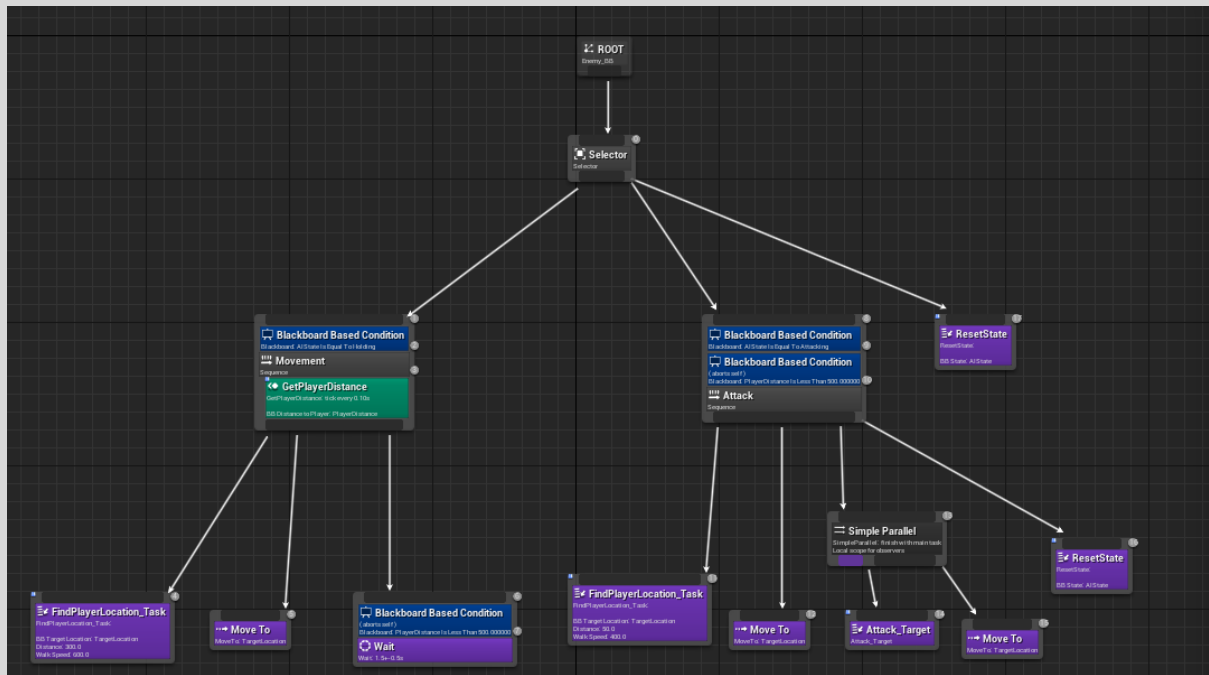 ROOT
Enemy_BB
Selector
Selector
Blackboard Based Condition
Blackboard: AIState Is Equal To Holding
Movement
Sequence
GetPlayerDistance
GetPlayerDistance: tick every 0.10s
BB Distance to Player: PlayerDistance
Blackboard Based Condition
Blackboard: AIState Is Equal To Attacking
Blackboard Based Condition
( aborts self )
Blackboard: PlayerDistance Is Less Than 500.000000
Attack
Sequence
ResetState
ResetState:
BB State: AIState
FindPlayerLocation_Task
FindPlayerLocation_Task:
BB Target Location: TargetLocation
Distance: 300.0
Walk Speed: 600.0
Move To
MoveTo: TargetLocation
Blackboard Based Condition
( aborts self )
Blackboard: PlayerDistance Is Less Than 500.000000
Wait
Wait: 1.5+-0.5s
FindPlayerLocation_Task
FindPlayerLocation_Task:
BB Target Location: TargetLocation
Distance: 50.0
Walk Speed: 400.0
Move To
MoveTo: TargetLocation
Simple Parallel
SimpleParallel: finish with main task
Local scope for observers
Attack_Target
Attack_Target:
Move To
MoveTo: TargetLocation
ResetState
ResetState:
BB State: AIState